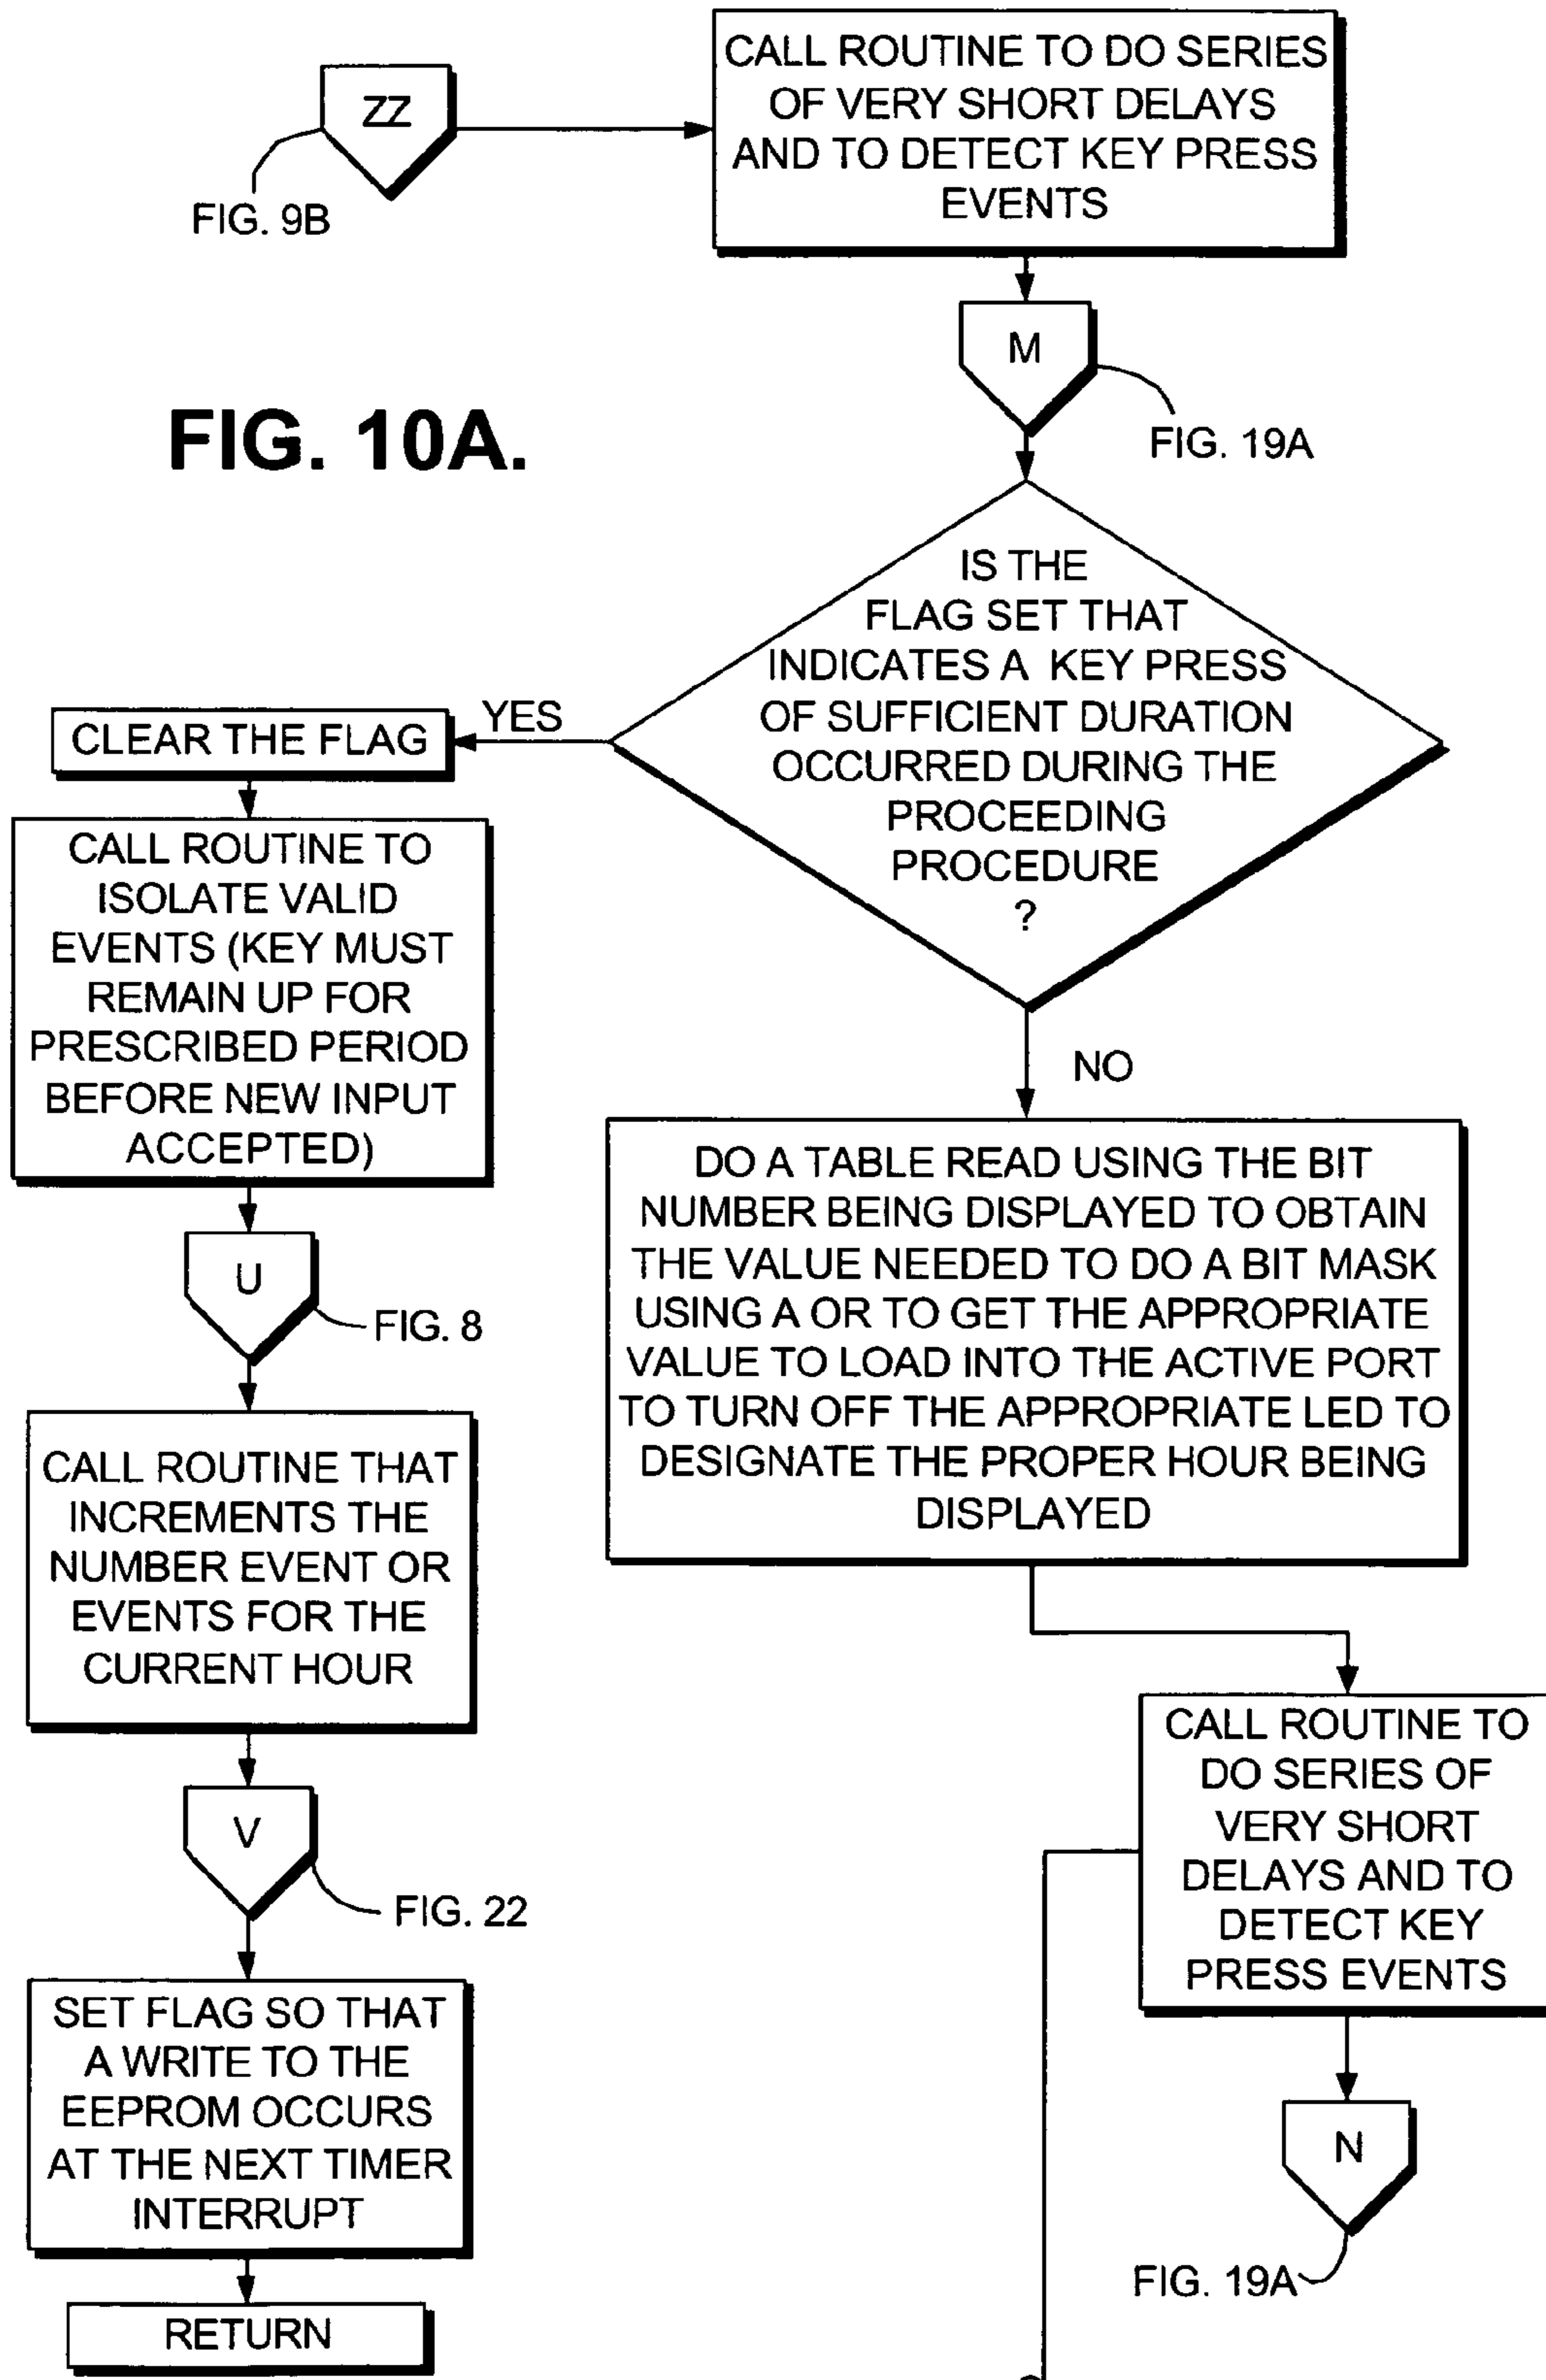 ZZ
FIG. 9B
CALL ROUTINE TO DO SERIES
OF VERY SHORT DELAYS
AND TO DETECT KEY PRESS
EVENTS
M
FIG. 19A
FIG. 10A.
IS THE
FLAG SET THAT
INDICATES A KEY PRESS
OF SUFFICIENT DURATION
OCCURRED DURING THE
PROCEEDING
PROCEDURE
?
YES
CLEAR THE FLAG
CALL ROUTINE TO
ISOLATE VALID
EVENTS (KEY MUST
REMAIN UP FOR
PRESCRIBED PERIOD
BEFORE NEW INPUT
ACCEPTED)
U
FIG. 8
CALL ROUTINE THAT
INCREMENTS THE
NUMBER EVENT OR
EVENTS FOR THE
CURRENT HOUR
V
FIG. 22
SET FLAG SO THAT
A WRITE TO THE
EEPROM OCCURS
AT THE NEXT TIMER
INTERRUPT
RETURN
NO
DO A TABLE READ USING THE BIT
NUMBER BEING DISPLAYED TO OBTAIN
THE VALUE NEEDED TO DO A BIT MASK
USING A OR TO GET THE APPROPRIATE
VALUE TO LOAD INTO THE ACTIVE PORT
TO TURN OFF THE APPROPRIATE LED TO
DESIGNATE THE PROPER HOUR BEING
DISPLAYED
CALL ROUTINE TO
DO SERIES OF
VERY SHORT
DELAYS AND TO
DETECT KEY
PRESS EVENTS
N
FIG. 19A